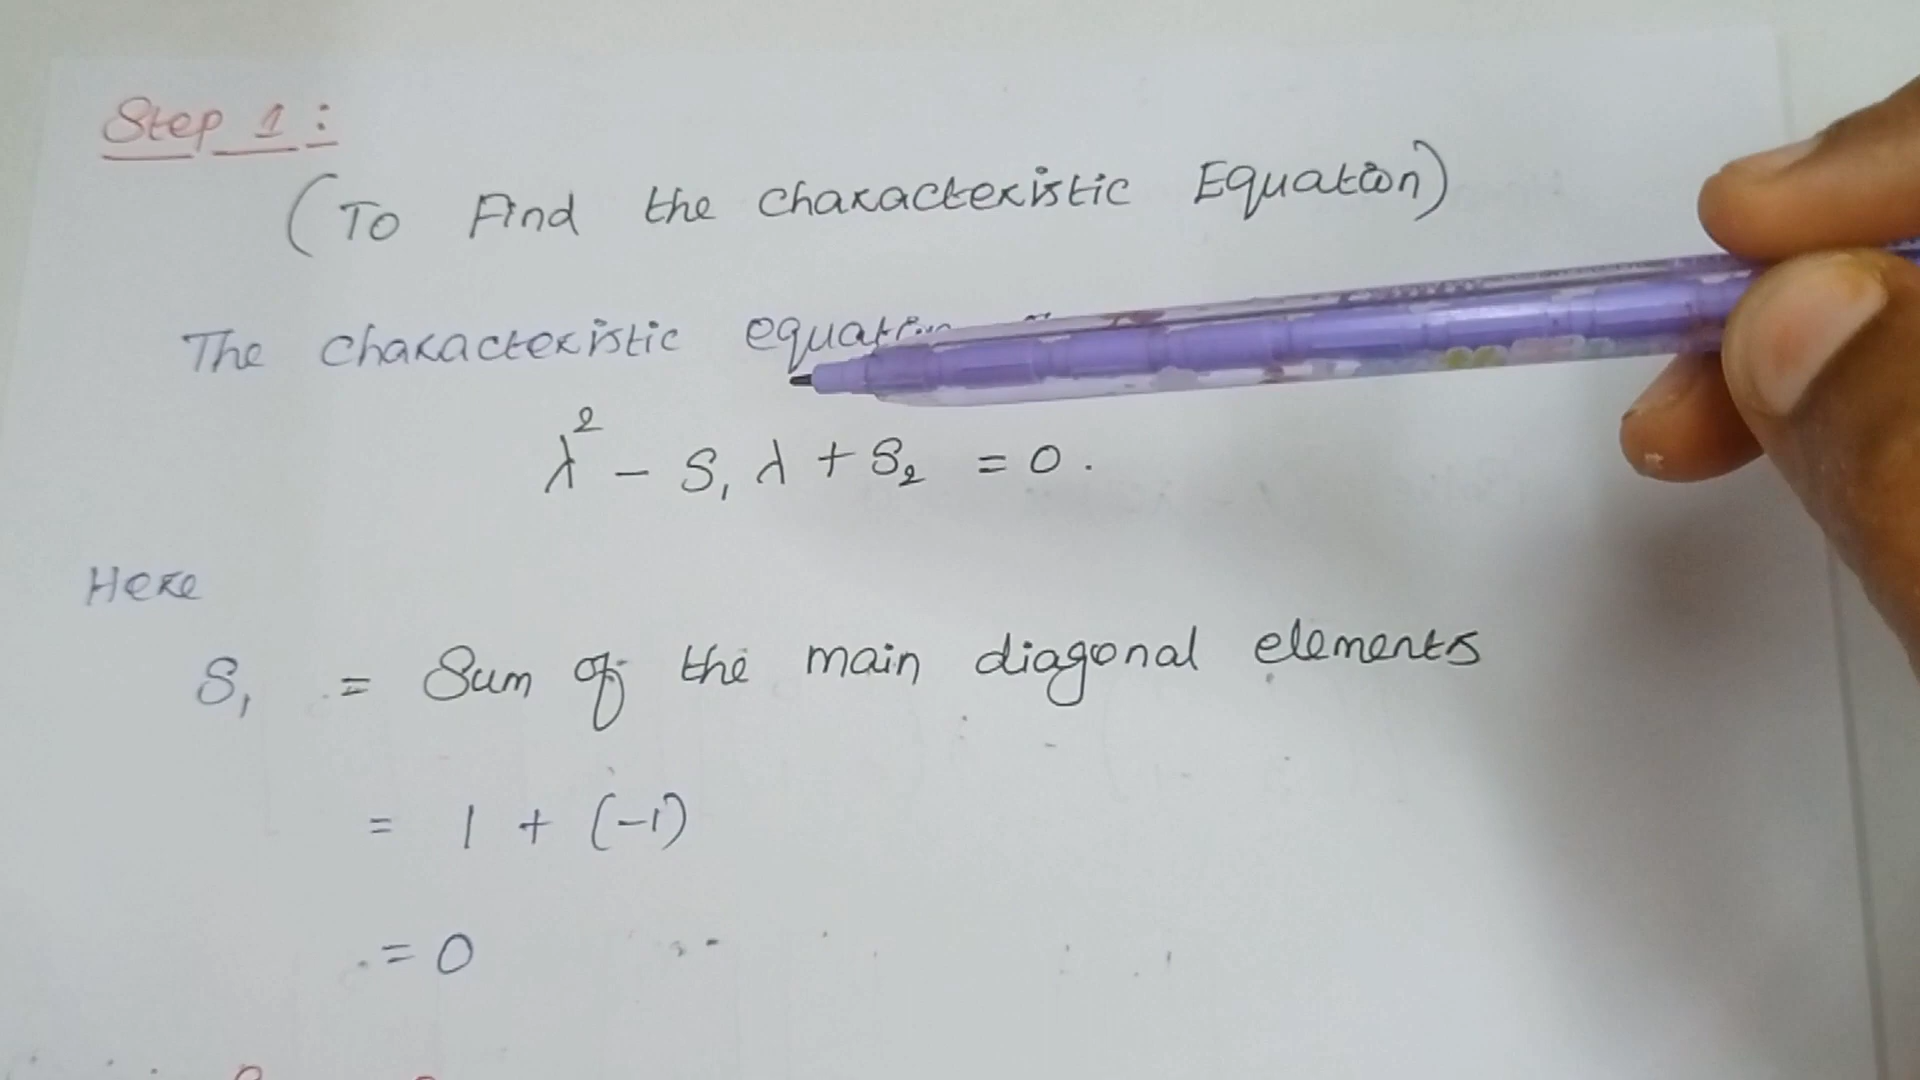 Step 1:
(To Find the characteristic Equation)
The characteristic equation
λ² - S₁ λ + S₂ = 0.
Here
S₁ = Sum of the main diagonal elements
= 1 + (-1)
= 0